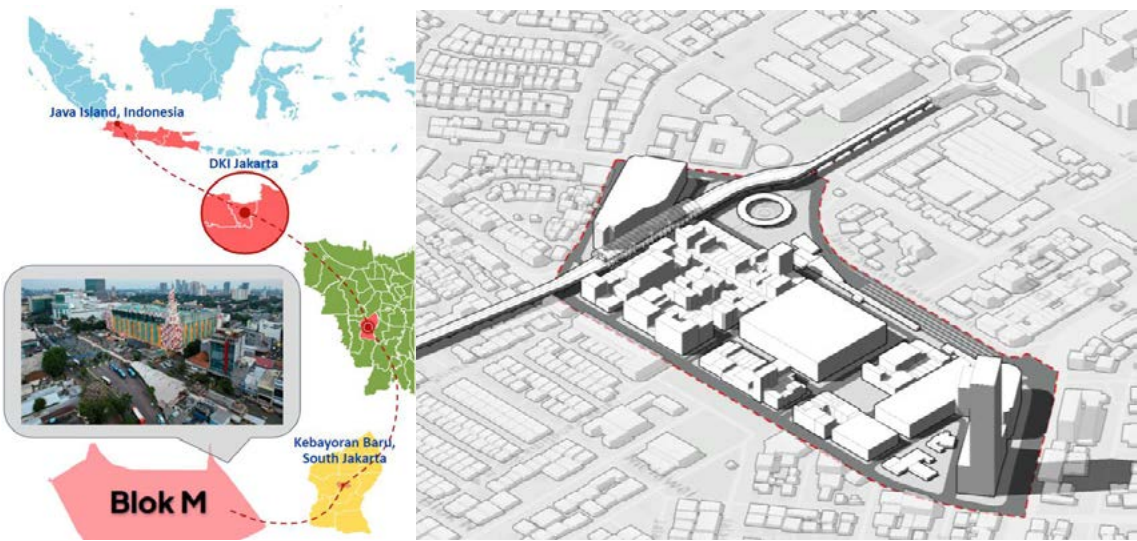 Java Island, Indonesia
DKI Jakarta
Kebayoran Baru,
South Jakarta
Blok M